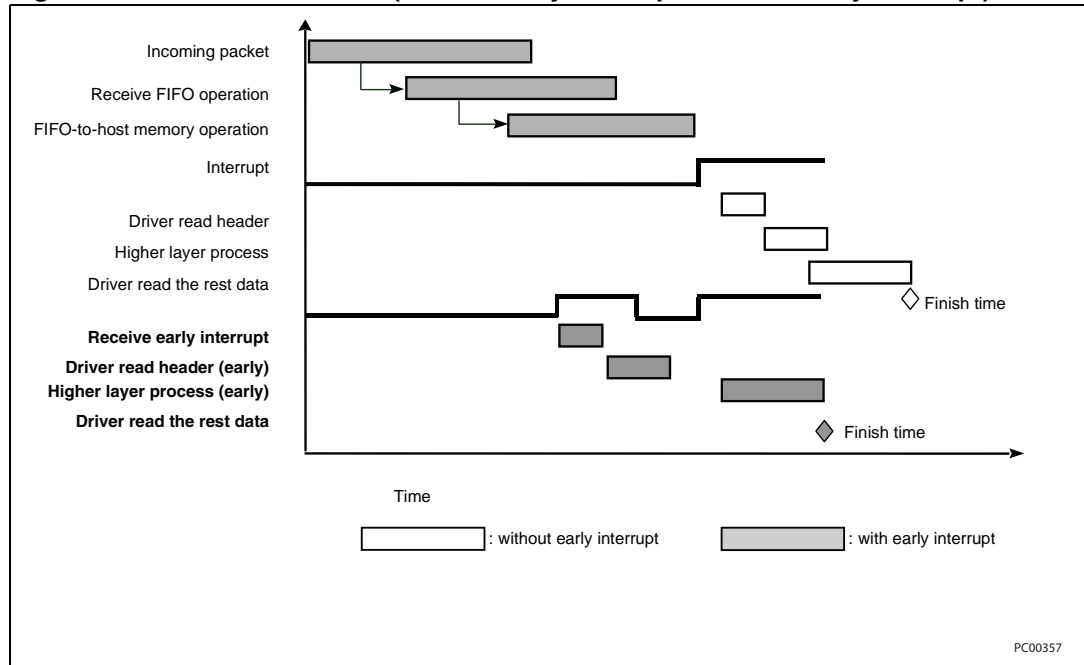 Incoming packet
Receive FIFO operation
FIFO-to-host memory operation
Interrupt
Driver read header
Higher layer process
Driver read the rest data
Finish time
Receive early interrupt
Driver read header (early)
Higher layer process (early)
Driver read the rest data
Finish time
Time
: without early interrupt
: with early interrupt
PC00357